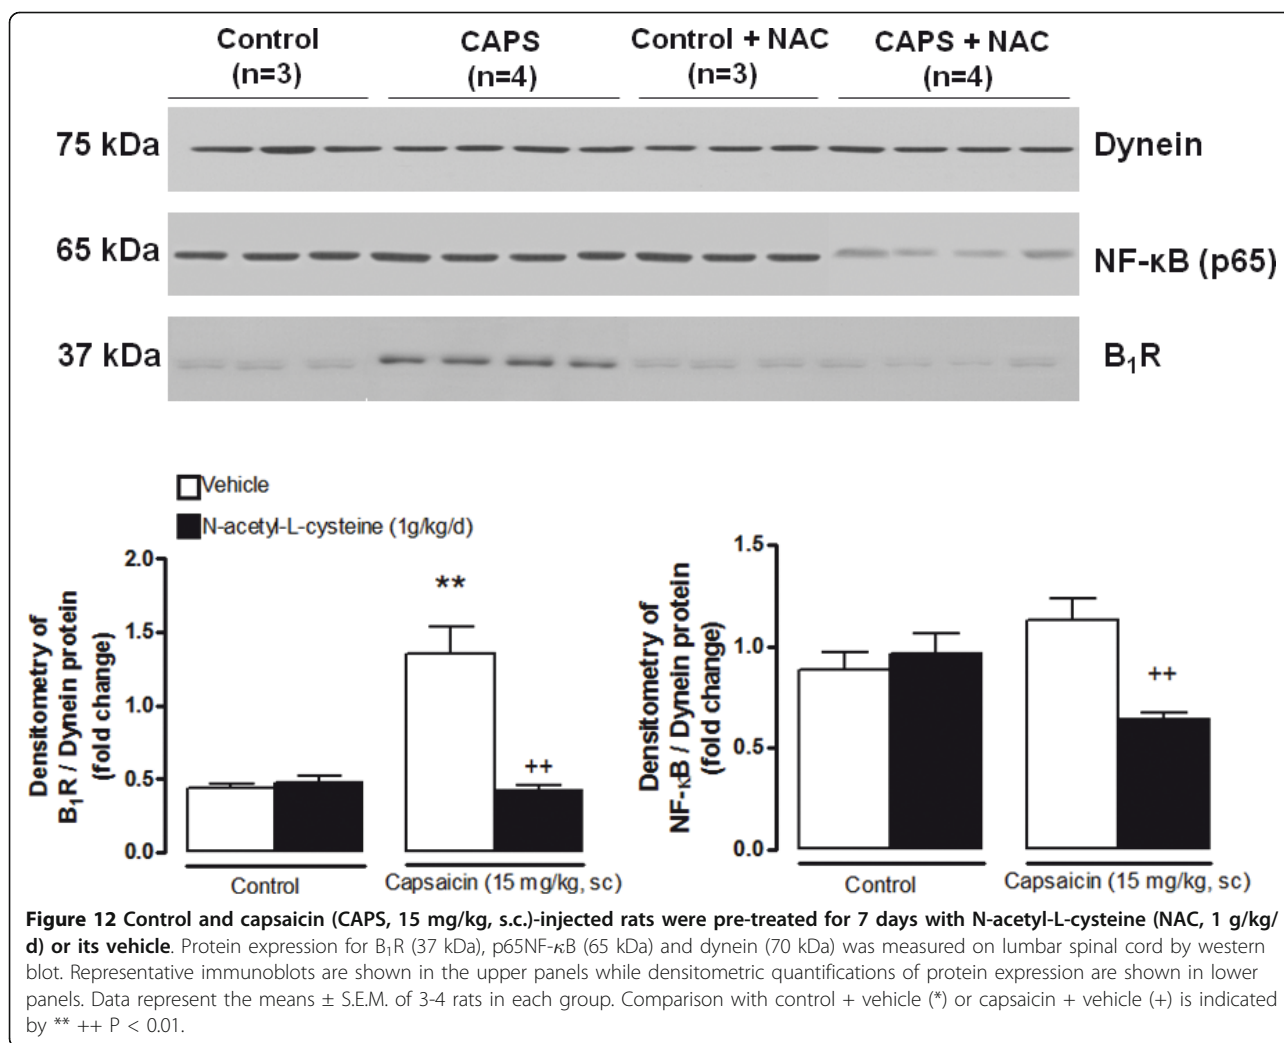 Control CAPS Control + NAC CAPS + NAC
(n=3) (n=4) (n=3) (n=4)
75 kDa Dynein
65 kDa NF-κB (p65)
37 kDa B₁R
Vehicle
N-acetyl-L-cysteine (1g/kg/d)
Densitometry of
B₁R / Dynein protein
(fold change)
2.0
1.5
1.0
0.5
0.0
**
++
Control
Capsaicin (15 mg/kg, sc)
Densitometry of
NF-κB / Dynein protein
(fold change)
1.5
1.0
0.5
0.0
++
Control
Capsaicin (15 mg/kg, sc)
Figure 12 Control and capsaicin (CAPS, 15 mg/kg, s.c.)-injected rats were pre-treated for 7 days with N-acetyl-L-cysteine (NAC, 1 g/kg/
d) or its vehicle. Protein expression for B₁R (37 kDa), p65NF-κB (65 kDa) and dynein (70 kDa) was measured on lumbar spinal cord by western
blot. Representative immunoblots are shown in the upper panels while densitometric quantifications of protein expression are shown in lower
panels. Data represent the means ± S.E.M. of 3-4 rats in each group. Comparison with control + vehicle (*) or capsaicin + vehicle (+) is indicated
by ** ++ P < 0.01.